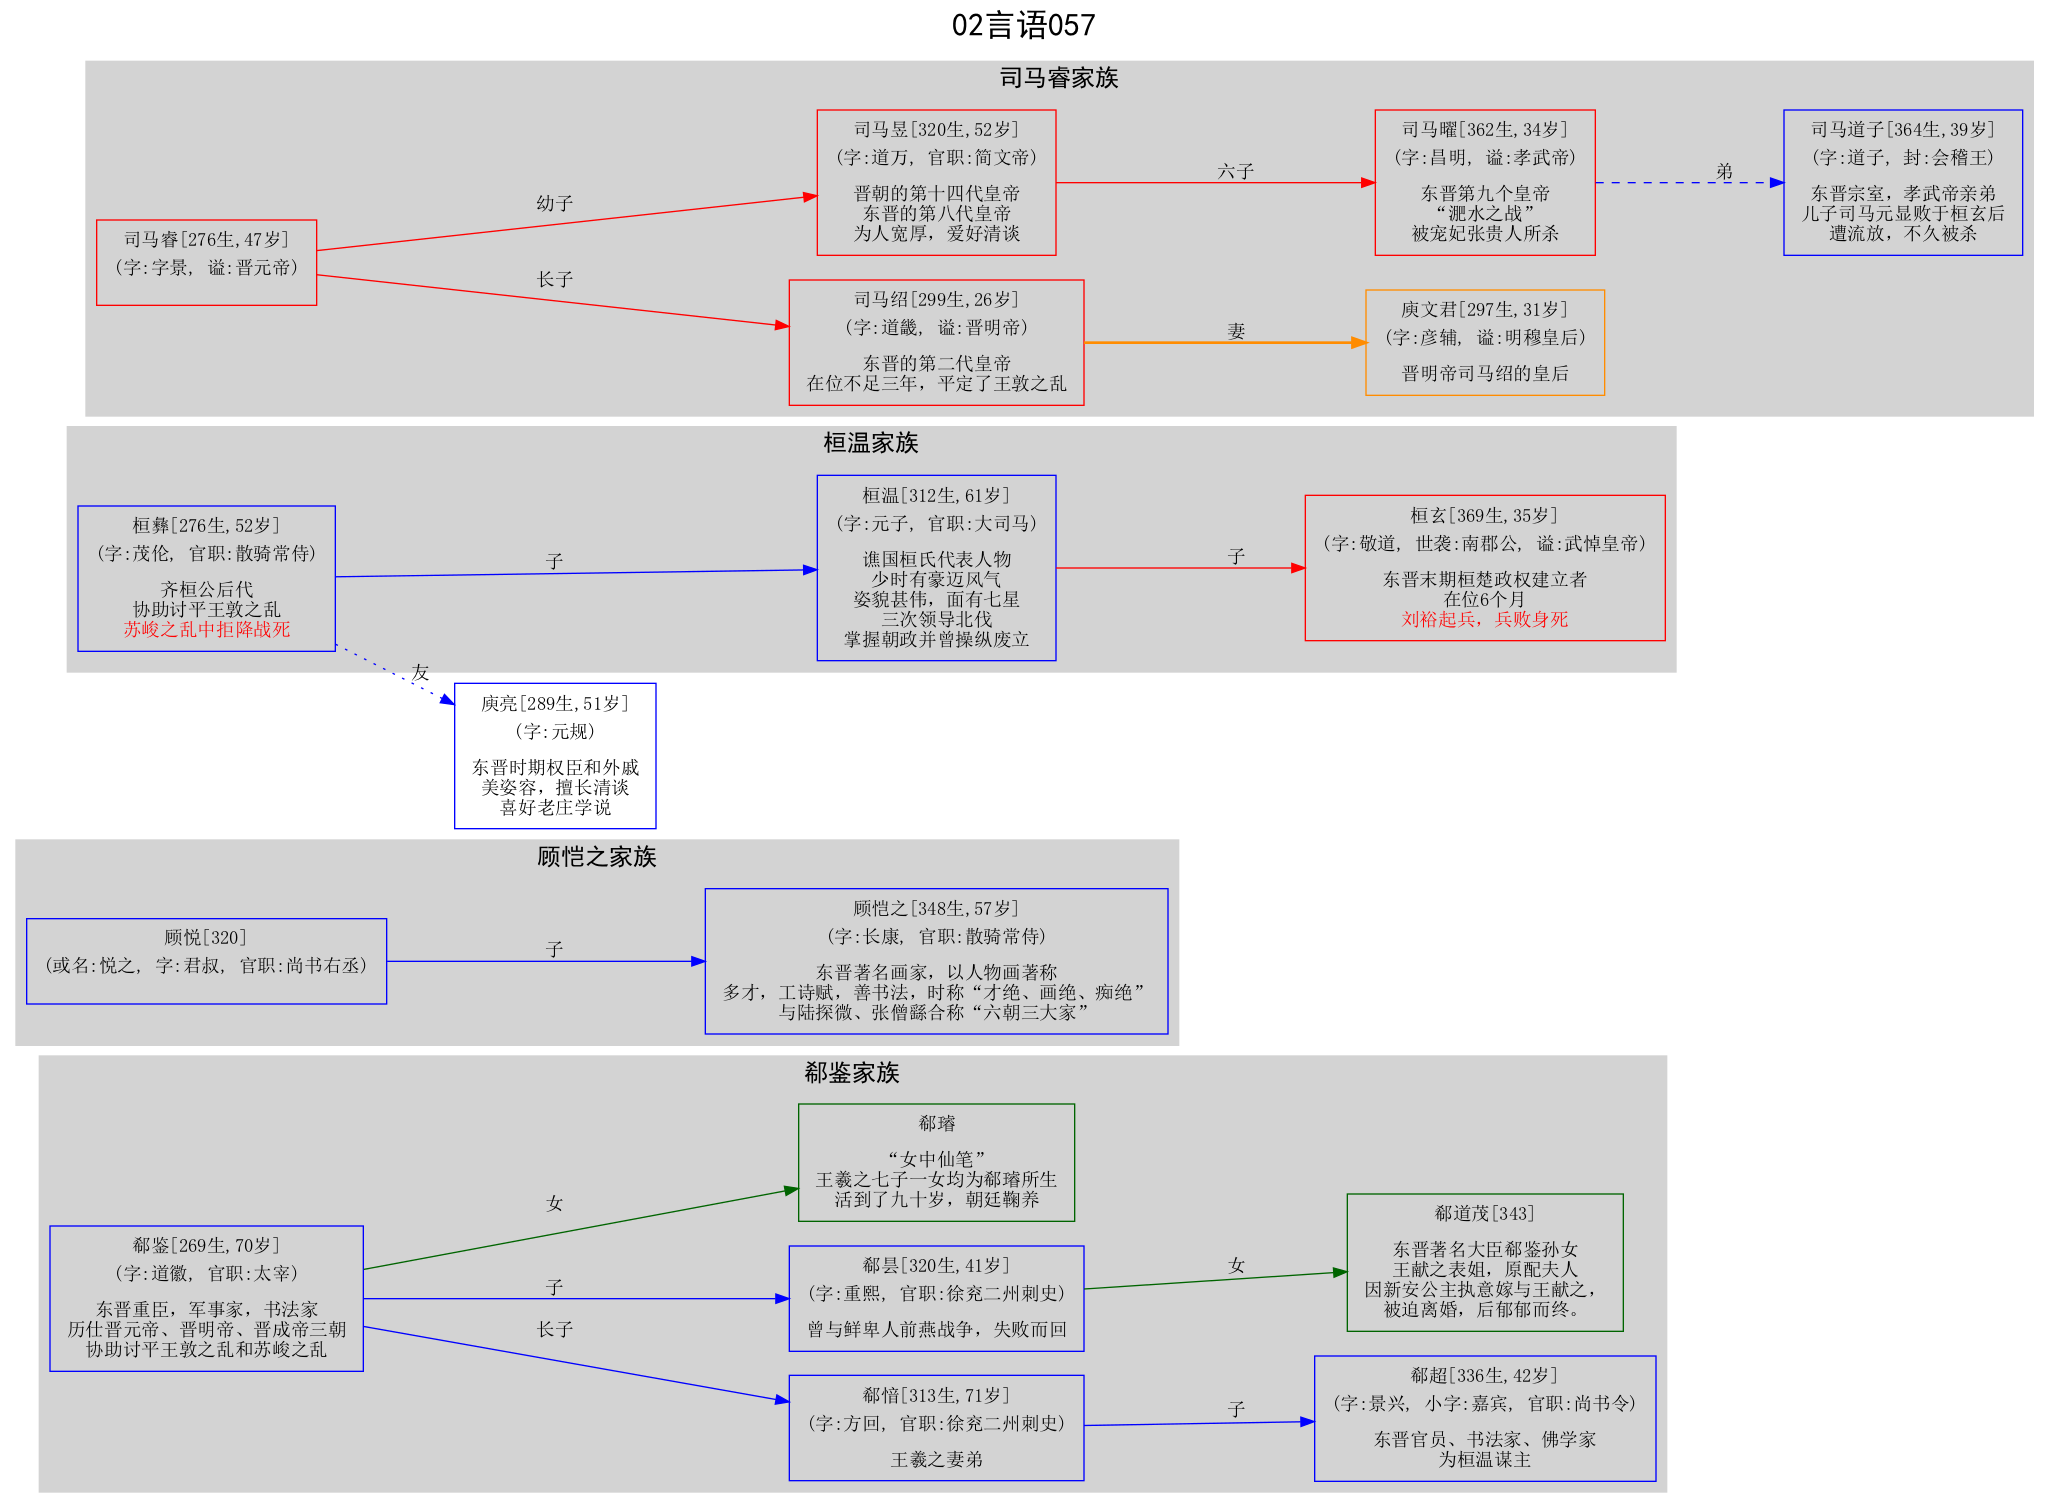 02言语057
司马睿家族
司马睿[276生,47岁]
(字:字景, 谥:晋元帝)
幼子
长子
司马昱[320生,52岁]
(字:道万, 官职:简文帝)
晋朝的第十四代皇帝
东晋的第八代皇帝
为人宽厚，爱好清谈
六子
司马曜[362生,34岁]
(字:昌明, 谥:孝武帝)
东晋第九个皇帝
“淝水之战”
被宠妃张贵人所杀
弟
司马道子[364生,39岁]
(字:道子, 封:会稽王)
东晋宗室，孝武帝亲弟
儿子司马元显败于桓玄后
遭流放，不久被杀
司马绍[299生,26岁]
(字:道畿, 谥:晋明帝)
东晋的第二代皇帝
在位不足三年，平定了王敦之乱
妻
庾文君[297生,31岁]
(字:彦辅, 谥:明穆皇后)
晋明帝司马绍的皇后
桓温家族
桓彝[276生,52岁]
(字:茂伦, 官职:散骑常侍)
齐桓公后代
协助讨平王敦之乱
苏峻之乱中拒降战死
子
桓温[312生,61岁]
(字:元子, 官职:大司马)
谯国桓氏代表人物
少时有豪迈风气
姿貌甚伟，面有七星
三次领导北伐
掌握朝政并曾操纵废立
子
桓玄[369生,35岁]
(字:敬道, 世袭:南郡公, 谥:武悼皇帝)
东晋末期桓楚政权建立者
在位6个月
刘裕起兵，兵败身死
友
庾亮[289生,51岁]
(字:元规)
东晋时期权臣和外戚
美姿容，擅长清谈
喜好老庄学说
顾恺之家族
顾悦[320]
(或名:悦之, 字:君叔, 官职:尚书右丞)
子
顾恺之[348生,57岁]
(字:长康, 官职:散骑常侍)
东晋著名画家，以人物画著称
多才，工诗赋，善书法，时称“才绝、画绝、痴绝”
与陆探微、张僧繇合称“六朝三大家”
郗鉴家族
郗鉴[269生,70岁]
(字:道徽, 官职:太宰)
东晋重臣，军事家，书法家
历仕晋元帝、晋明帝、晋成帝三朝
协助讨平王敦之乱和苏峻之乱
女
子
长子
郗璿
“女中仙笔”
王羲之七子一女均为郗璿所生
活到了九十岁，朝廷鞠养
郗昙[320生,41岁]
(字:重熙, 官职:徐兖二州刺史)
曾与鲜卑人前燕战争，失败而回
女
郗道茂[343]
东晋著名大臣郗鉴孙女
王献之表姐，原配夫人
因新安公主执意嫁与王献之，
被迫离婚，后郁郁而终。
郗愔[313生,71岁]
(字:方回, 官职:徐兖二州刺史)
王羲之妻弟
子
郗超[336生,42岁]
(字:景兴, 小字:嘉宾, 官职:尚书令)
东晋官员、书法家、佛学家
为桓温谋主